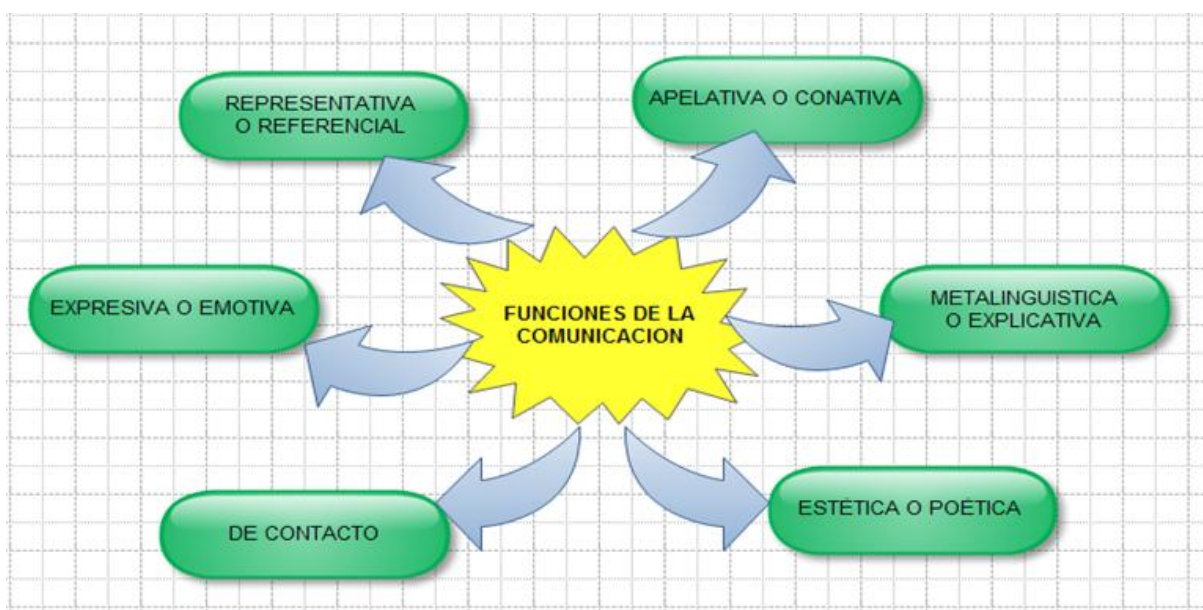 REPRESENTATIVA
O REFERENCIAL
APELATIVA O CONATIVA
EXPRESIVA O EMOTIVA
FUNCIONES DE LA
COMUNICACION
METALINGUISTICA
O EXPLICATIVA
DE CONTACTO
ESTÉTICA O POÉTICA